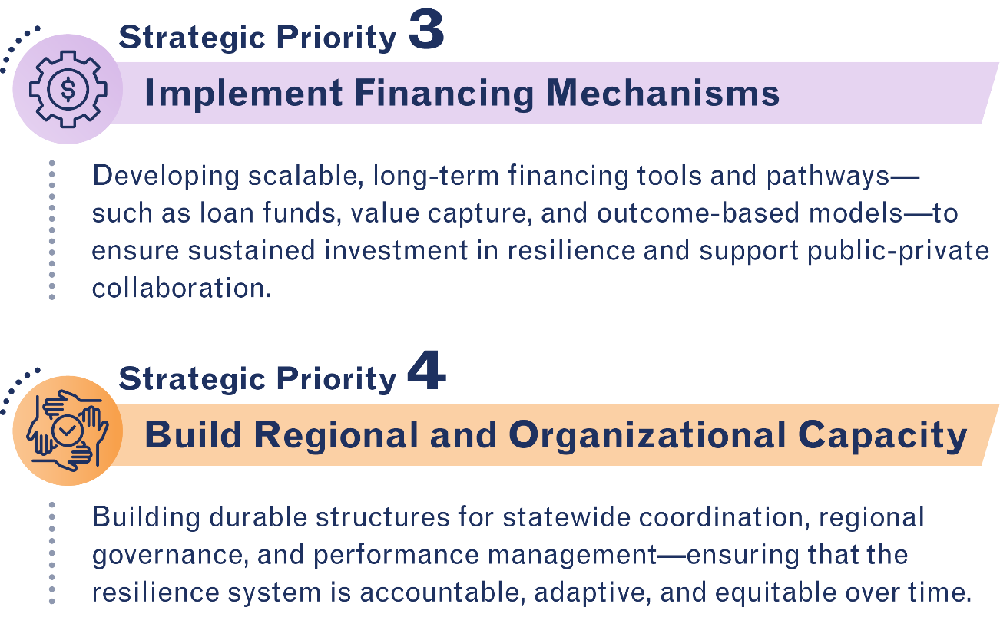 Strategic Priority 3
$
Implement Financing Mechanisms
Developing scalable, long-term financing tools and pathways—
such as loan funds, value capture, and outcome-based models—to
ensure sustained investment in resilience and support public-private
collaboration.
Strategic Priority 4
Build Regional and Organizational Capacity
Building durable structures for statewide coordination, regional
governance, and performance management—ensuring that the
resilience system is accountable, adaptive, and equitable over time.